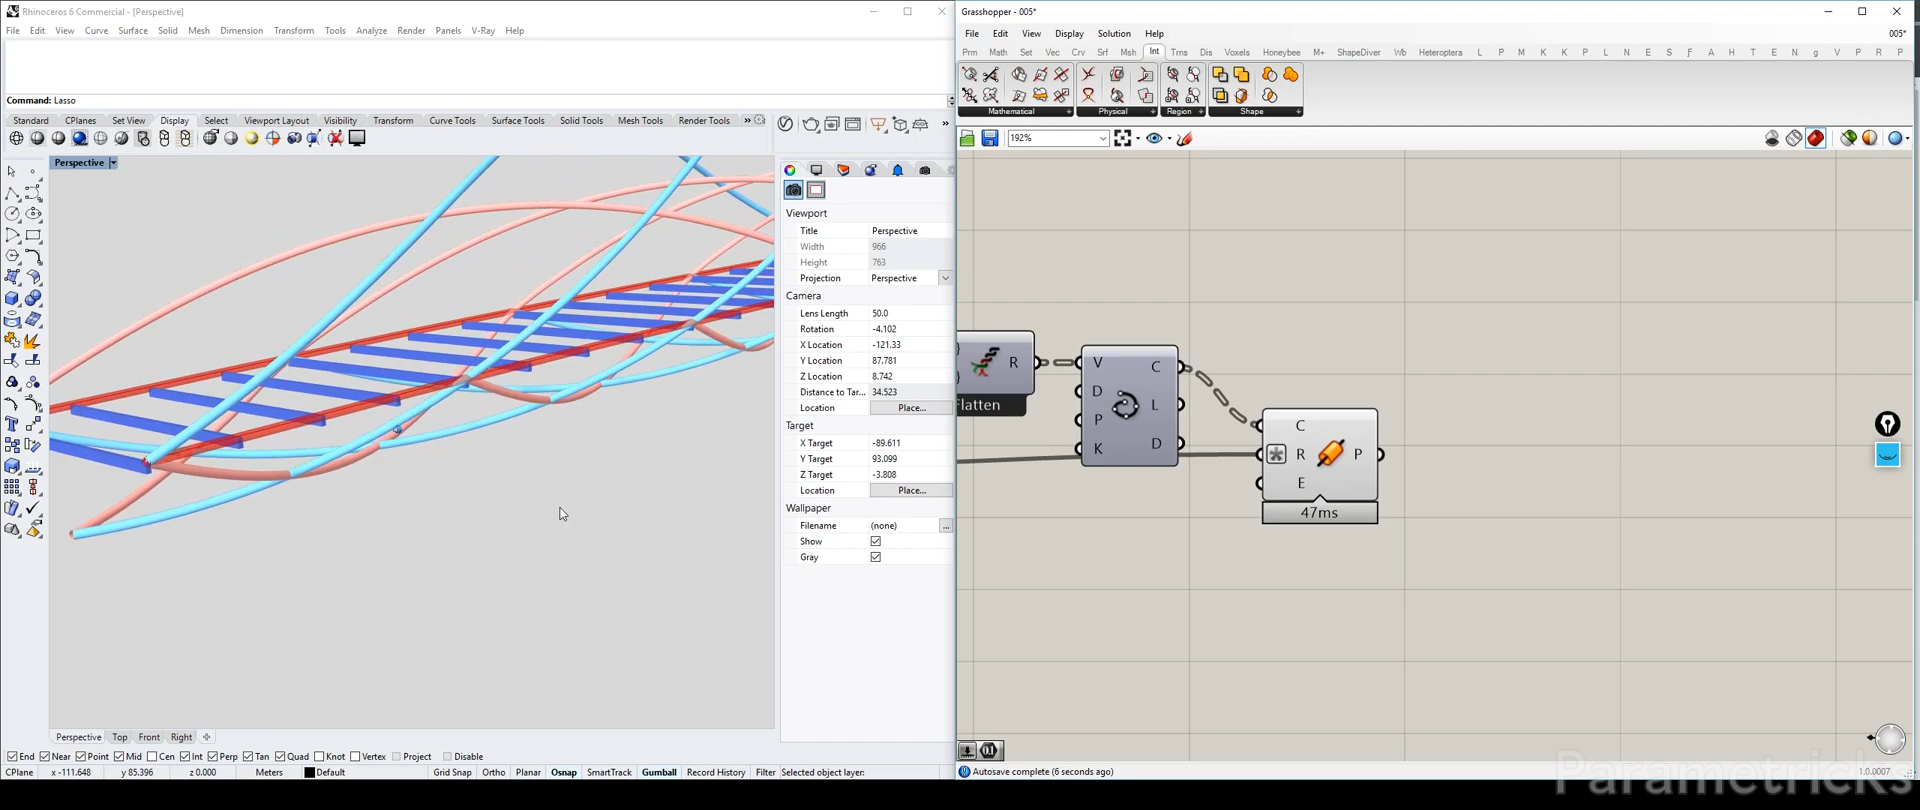 Rhinoceros 6 Commercial - [Perspective]
File Edit View Curve Surface Solid Mesh Dimension Transform Tools Analyze Render Panels V-Ray Help
Command: Lasso
Standard CPlanes Set View Display Select Viewport Layout Visibility Transform Curve Tools Surface Tools Solid Tools Mesh Tools Render Tools »
Perspective
Viewport
Title Perspective
Width 966
Height 763
Projection Perspective
Camera
Lens Length 50.0
Rotation -4.102
X Location -121.33
Y Location 87.781
Z Location 8.742
Distance to Tar... 34.523
Location Place...
Target
X Target -89.611
Y Target 93.099
Z Target -3.808
Location Place...
Wallpaper
Filename (none) ...
Show
Gray
Perspective Top Front Right
End Near Point Mid Cen Int Perp Tan Quad Knot Vertex Project Disable
CPlane x -111.648 y 85.396 z 0.000 Meters Default Grid Snap Ortho Planar Osnap SmartTrack Gumball Record History Filter Selected object layer:
Grasshopper - 005*
File Edit View Display Solution Help 005*
Prm Math Set Vec Crv Srf Msh Int Trns Dis Voxels Honeybee M+ ShapeDiver Wb Heteroptera L P M K K P L N E S F A H T E N g V P R P
Mathematical Physical Region Shape
192%
R
Flatten
V C
D L
P
K D
C
R P
E
47ms
Autosave complete (6 seconds ago) 1.0.0007
Parametricks